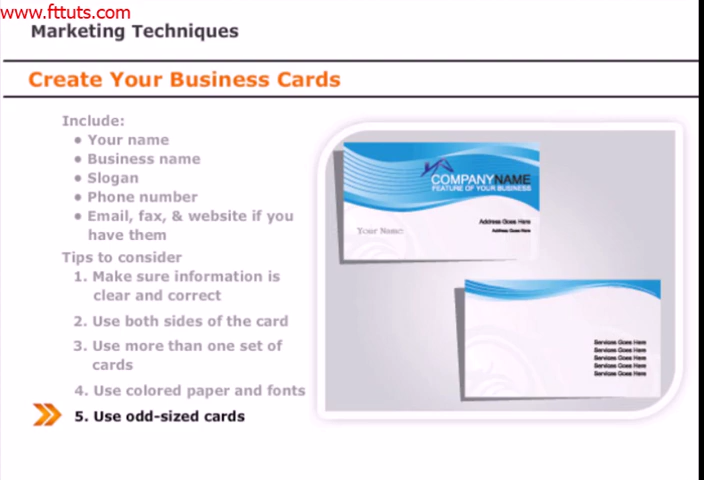 www.fttuts.com
Marketing Techniques
Create Your Business Cards
Include:
• Your name
• Business name
• Slogan
• Phone number
• Email, fax, & website if you
have them
Tips to consider
1. Make sure information is
clear and correct
2. Use both sides of the card
3. Use more than one set of
cards
4. Use colored paper and fonts
5. Use odd-sized cards
COMPANYNAME
FEATURE OF YOUR BUSINESS
Address Goes Here
Address Goes Here
Your Name
Services Goes Here
Services Goes Here
Services Goes Here
Services Goes Here
Services Goes Here